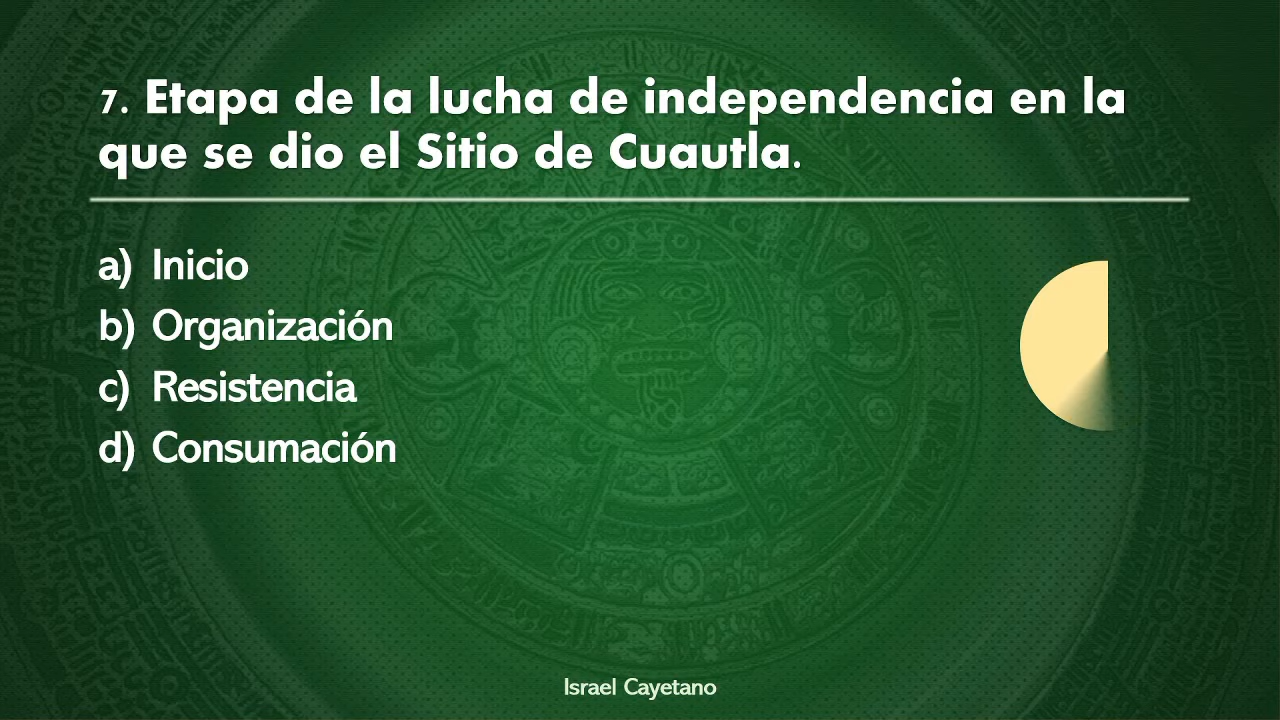 7. Etapa de la lucha de independencia en la
que se dio el Sitio de Cuautla.
a) Inicio
b) Organización
c) Resistencia
d) Consumación
Israel Cayetano